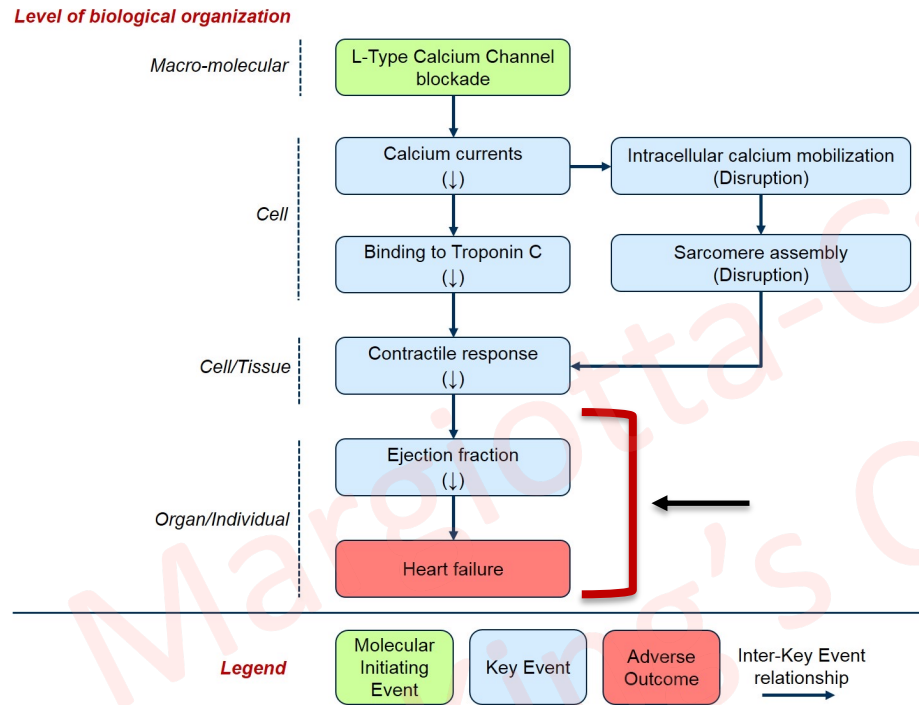 Level of biological organization
Macro-molecular
L-Type Calcium Channel
blockade
Cell
Calcium currents
(↓)
Intracellular calcium mobilization
(Disruption)
Binding to Troponin C
(↓)
Sarcomere assembly
(Disruption)
Cell/Tissue
Contractile response
(↓)
Organ/Individual
Ejection fraction
(↓)
Heart failure
Legend
Molecular
Initiating
Event
Key Event
Adverse
Outcome
Inter-Key Event
relationship
Margiotta-C
King's C